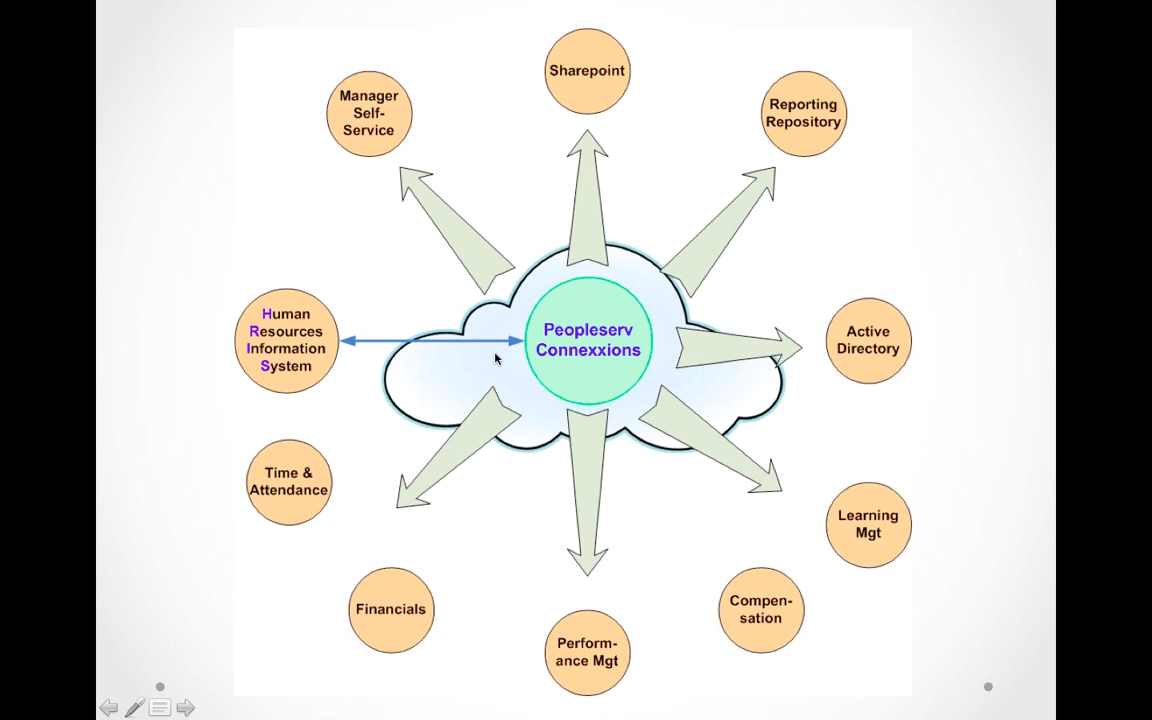 Sharepoint
Manager
Self-
Service
Reporting
Repository
Human
Resources
Information
System
Peopleserv
Connexxions
Active
Directory
Time &
Attendance
Learning
Mgt
Financials
Compen-
sation
Perform-
ance Mgt